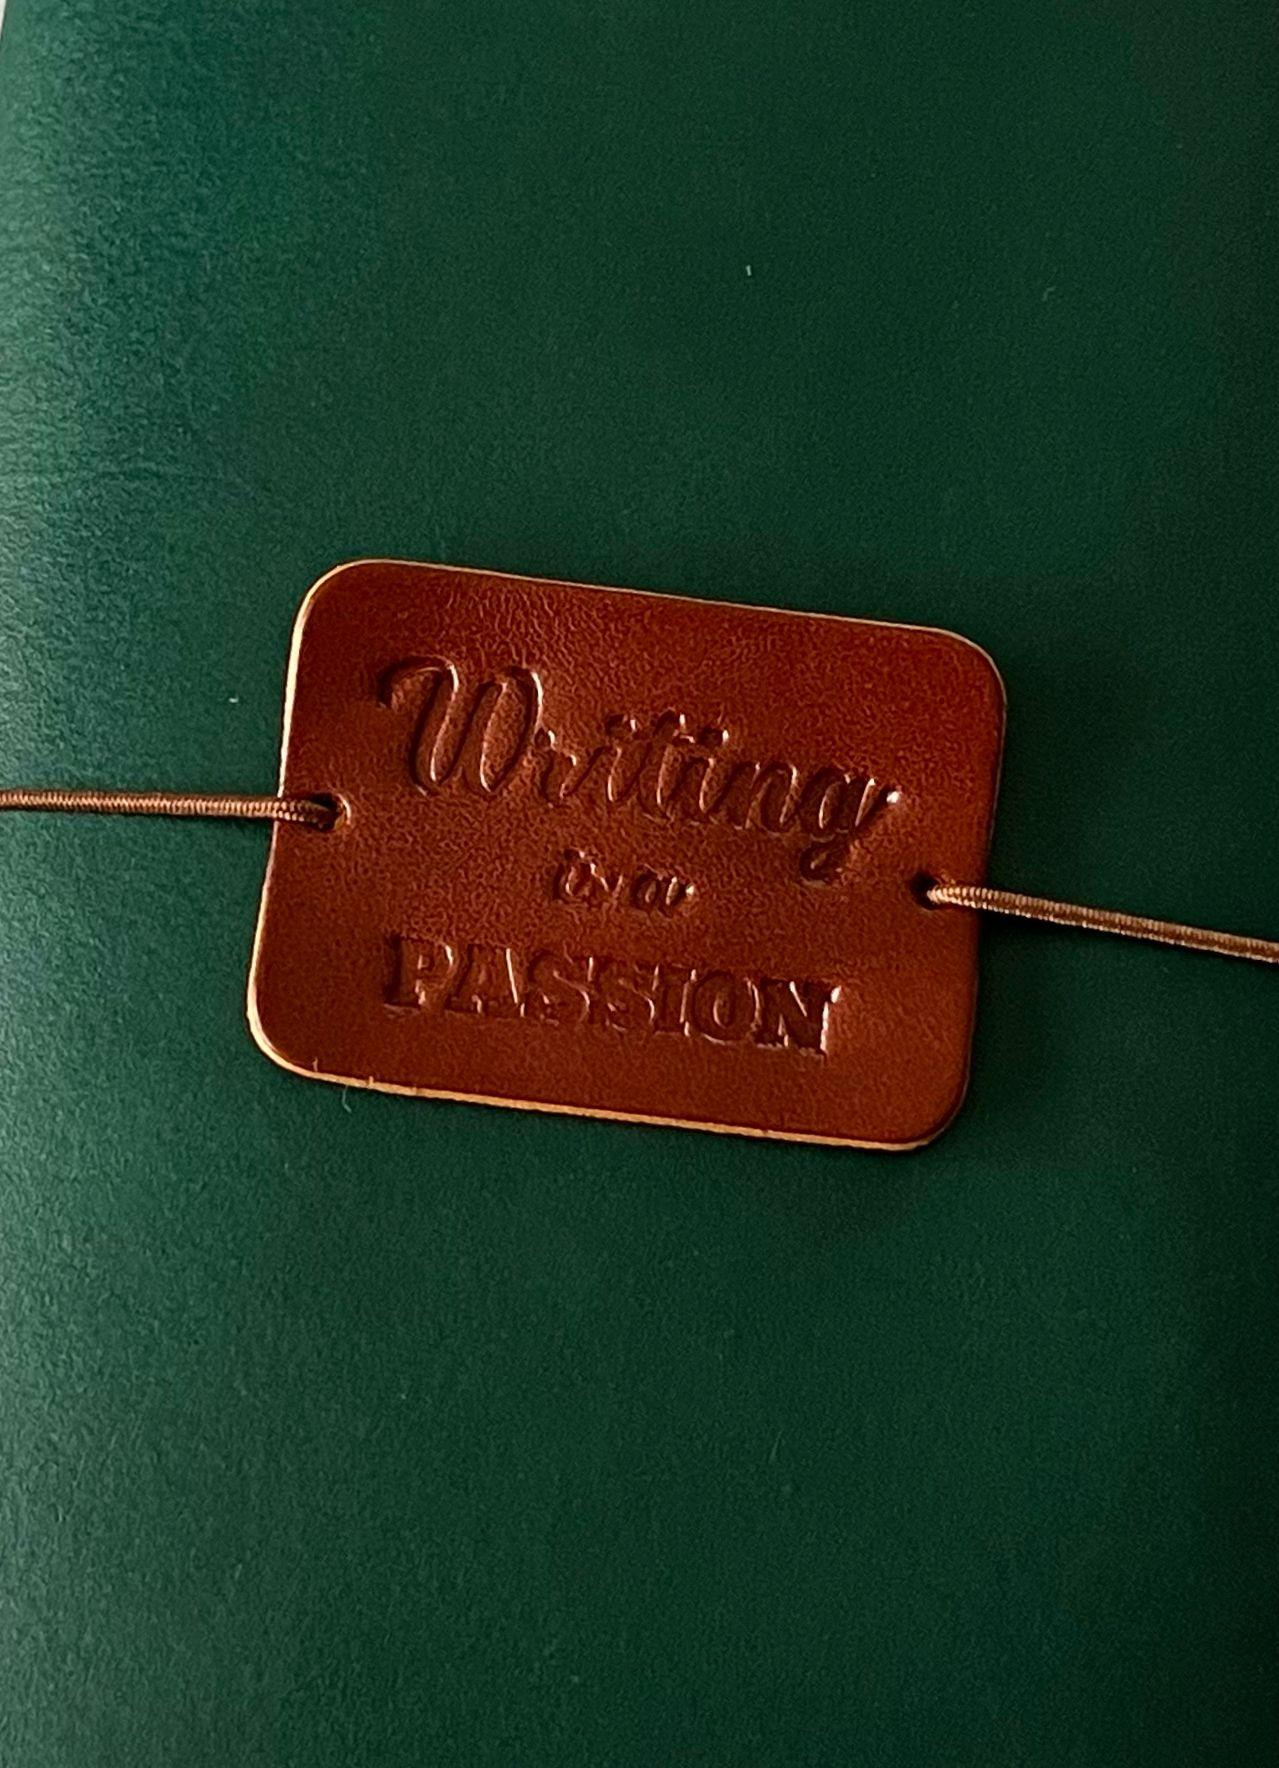 Writing
is a
PASSION